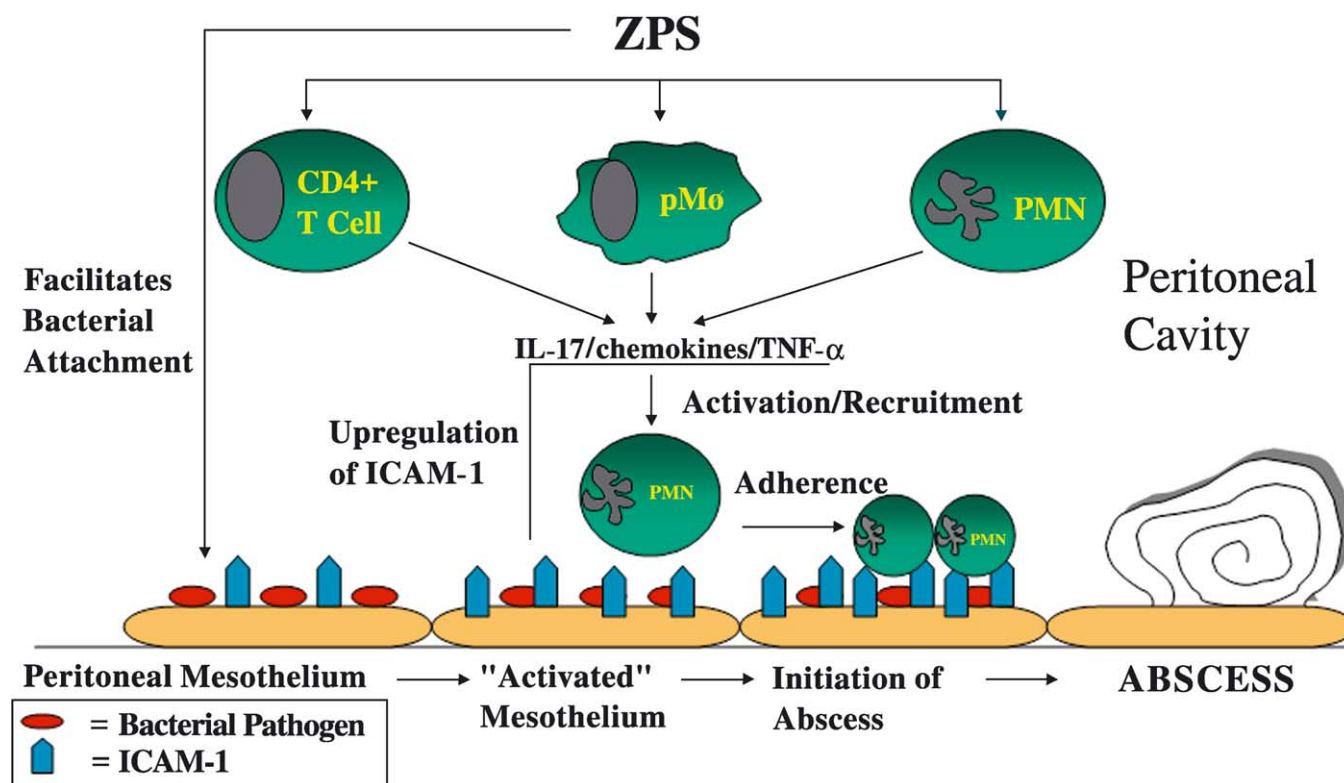 ZPS
CD4+
T Cell
pMø
PMN
Facilitates
Bacterial
Attachment
Peritoneal
Cavity
IL-17/chemokines/TNF-α
Activation/Recruitment
Upregulation
of ICAM-1
PMN
Adherence
PMN
Peritoneal Mesothelium
"Activated"
Mesothelium
Initiation of
Abscess
ABSCESS
= Bacterial Pathogen
= ICAM-1